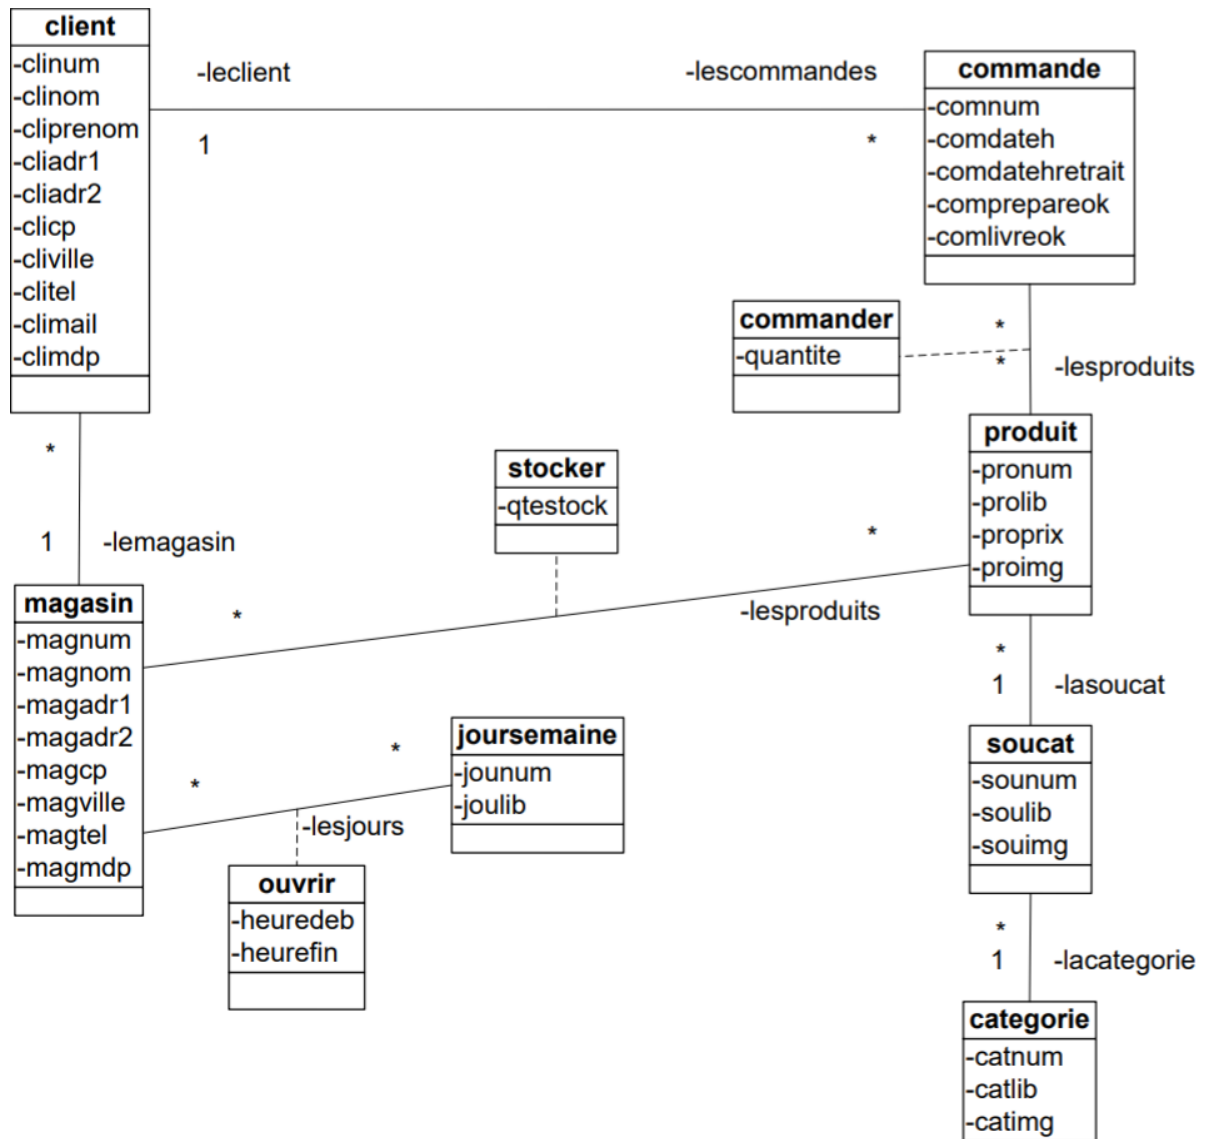 client
-clinum
-clinom
-cliprenom
-cliadr1
-cliadr2
-clicp
-cliville
-clitel
-climail
-climdp
-leclient
1
-lescommandes
*
commande
-comnum
-comdateh
-comdatehretrait
-comprepareok
-comlivreok
commander
-quantite
*
*
-lesproduits
produit
-pronum
-prolib
-proprix
-proimg
*
1
-lemagasin
stocker
-qtestock
*
*
-lesproduits
magasin
-magnum
-magnom
-magadr1
-magadr2
-magcp
-magville
-magtel
-magmdp
*
1
-lasoucat
soucat
-sounum
-soulib
-souimg
*
*
-lesjours
joursemaine
-jounum
-joulib
ouvrir
-heuredeb
-heurefin
*
1
-lacategorie
categorie
-catnum
-catlib
-catimg